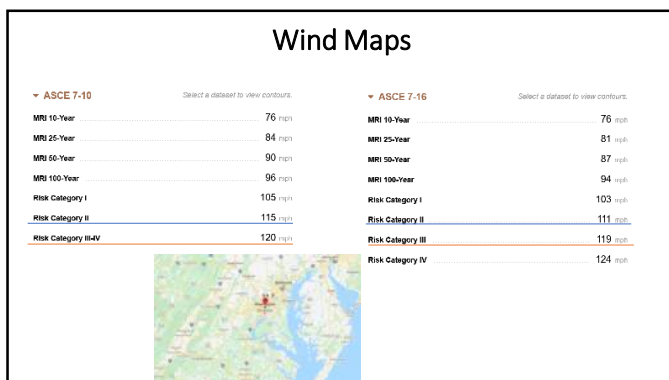 Wind Maps
ASCE 7-10 Select a dataset to view contours.
MRI 10-Year 76 mph
MRI 25-Year 84 mph
MRI 50-Year 90 mph
MRI 100-Year 96 mph
Risk Category I 105 mph
Risk Category II 115 mph
Risk Category III-IV 120 mph
ASCE 7-16 Select a dataset to view contours.
MRI 10-Year 76 mph
MRI 25-Year 81 mph
MRI 50-Year 87 mph
MRI 100-Year 94 mph
Risk Category I 103 mph
Risk Category II 111 mph
Risk Category III 119 mph
Risk Category IV 124 mph